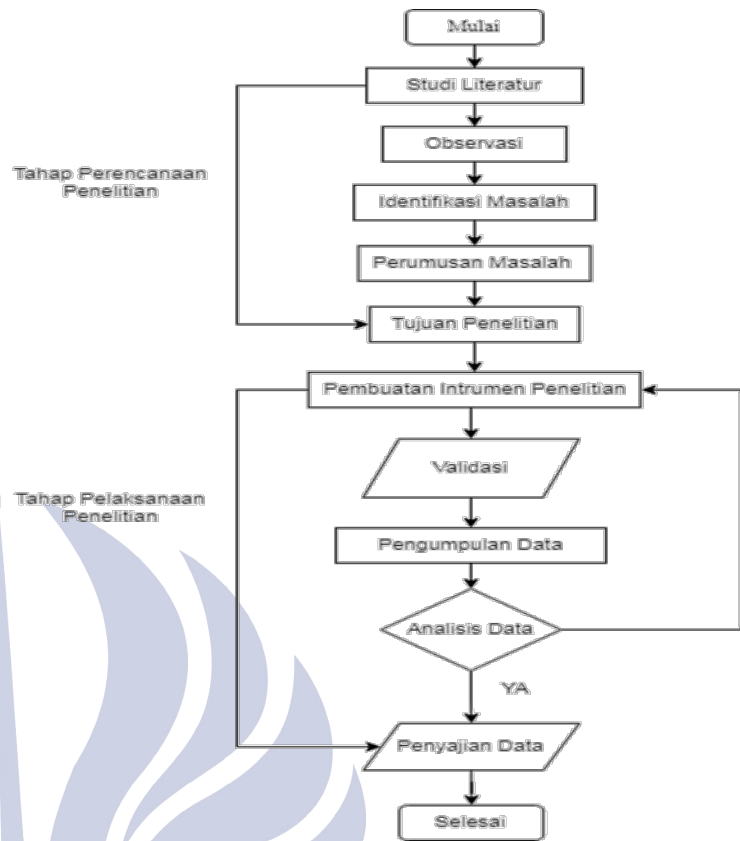 Mulai
Studi Literatur
Observasi
Tahap Perencanaan
Penelitian
Identifikasi Masalah
Perumusan Masalah
Tujuan Penelitian
Pembuatan Intrumen Penelitian
Validasi
Tahap Pelaksanaan
Penelitian
Pengumpulan Data
Analisis Data
YA
Penyajian Data
Selesai